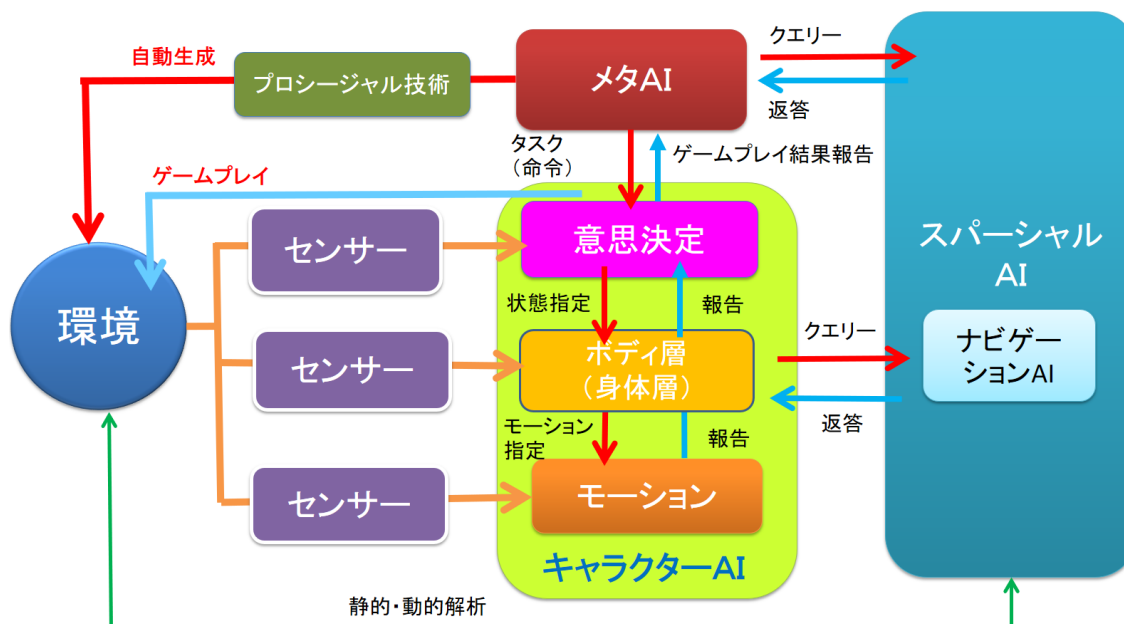 自動生成
プロシージャル技術
メタAI
クエリー
返答
タスク
（命令）
ゲームプレイ結果報告
ゲームプレイ
センサー
意思決定
スパーシャル
AI
環境
状態指定
報告
センサー
ボディ層
（身体層）
クエリー
ナビゲー
ションAI
返答
モーション
指定
報告
センサー
モーション
キャラクターAI
静的・動的解析